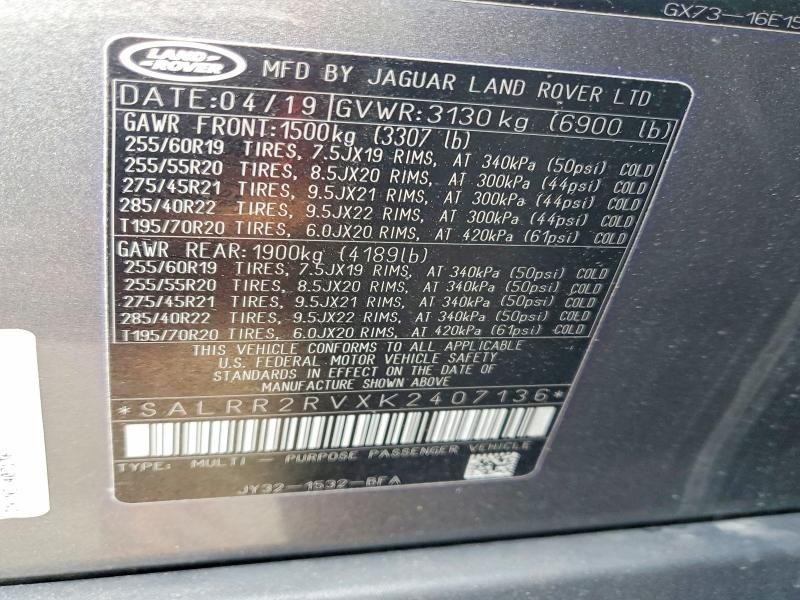 GX73-16E15
LAND ROVER
MFD BY JAGUAR LAND ROVER LTD
DATE:04/19 GVWR:3130kg (6900 lb)
GAWR FRONT:1500kg (3307 lb)
255/60R19 TIRES, 7.5JX19 RIMS, AT 340kPa (50psi) COLD
255/55R20 TIRES, 8.5JX20 RIMS, AT 300kPa (44psi) COLD
275/45R21 TIRES, 9.5JX21 RIMS, AT 300kPa (44psi) COLD
285/40R22 TIRES, 9.5JX22 RIMS, AT 300kPa (44psi) COLD
T195/70R20 TIRES, 6.0JX20 RIMS, AT 420kPa (61psi) COLD
GAWR REAR:1900kg (4189lb)
255/60R19 TIRES, 7.5JX19 RIMS, AT 340kPa (50psi) COLD
255/55R20 TIRES, 8.5JX20 RIMS, AT 340kPa (50psi) COLD
275/45R21 TIRES, 9.5JX21 RIMS, AT 340kPa (50psi) COLD
285/40R22 TIRES, 9.5JX22 RIMS, AT 340kPa (50psi) COLD
T195/70R20 TIRES, 6.0JX20 RIMS, AT 420kPa (61psi) COLD
THIS VEHICLE CONFORMS TO ALL APPLICABLE
U.S. FEDERAL MOTOR VEHICLE SAFETY
STANDARDS IN EFFECT ON THE DATE OF
MANUFACTURE SHOWN ABOVE
*SALRR2RVXK2407136*
TYPE: MULTI - PURPOSE PASSENGER VEHICLE
JY32-1532-BFA